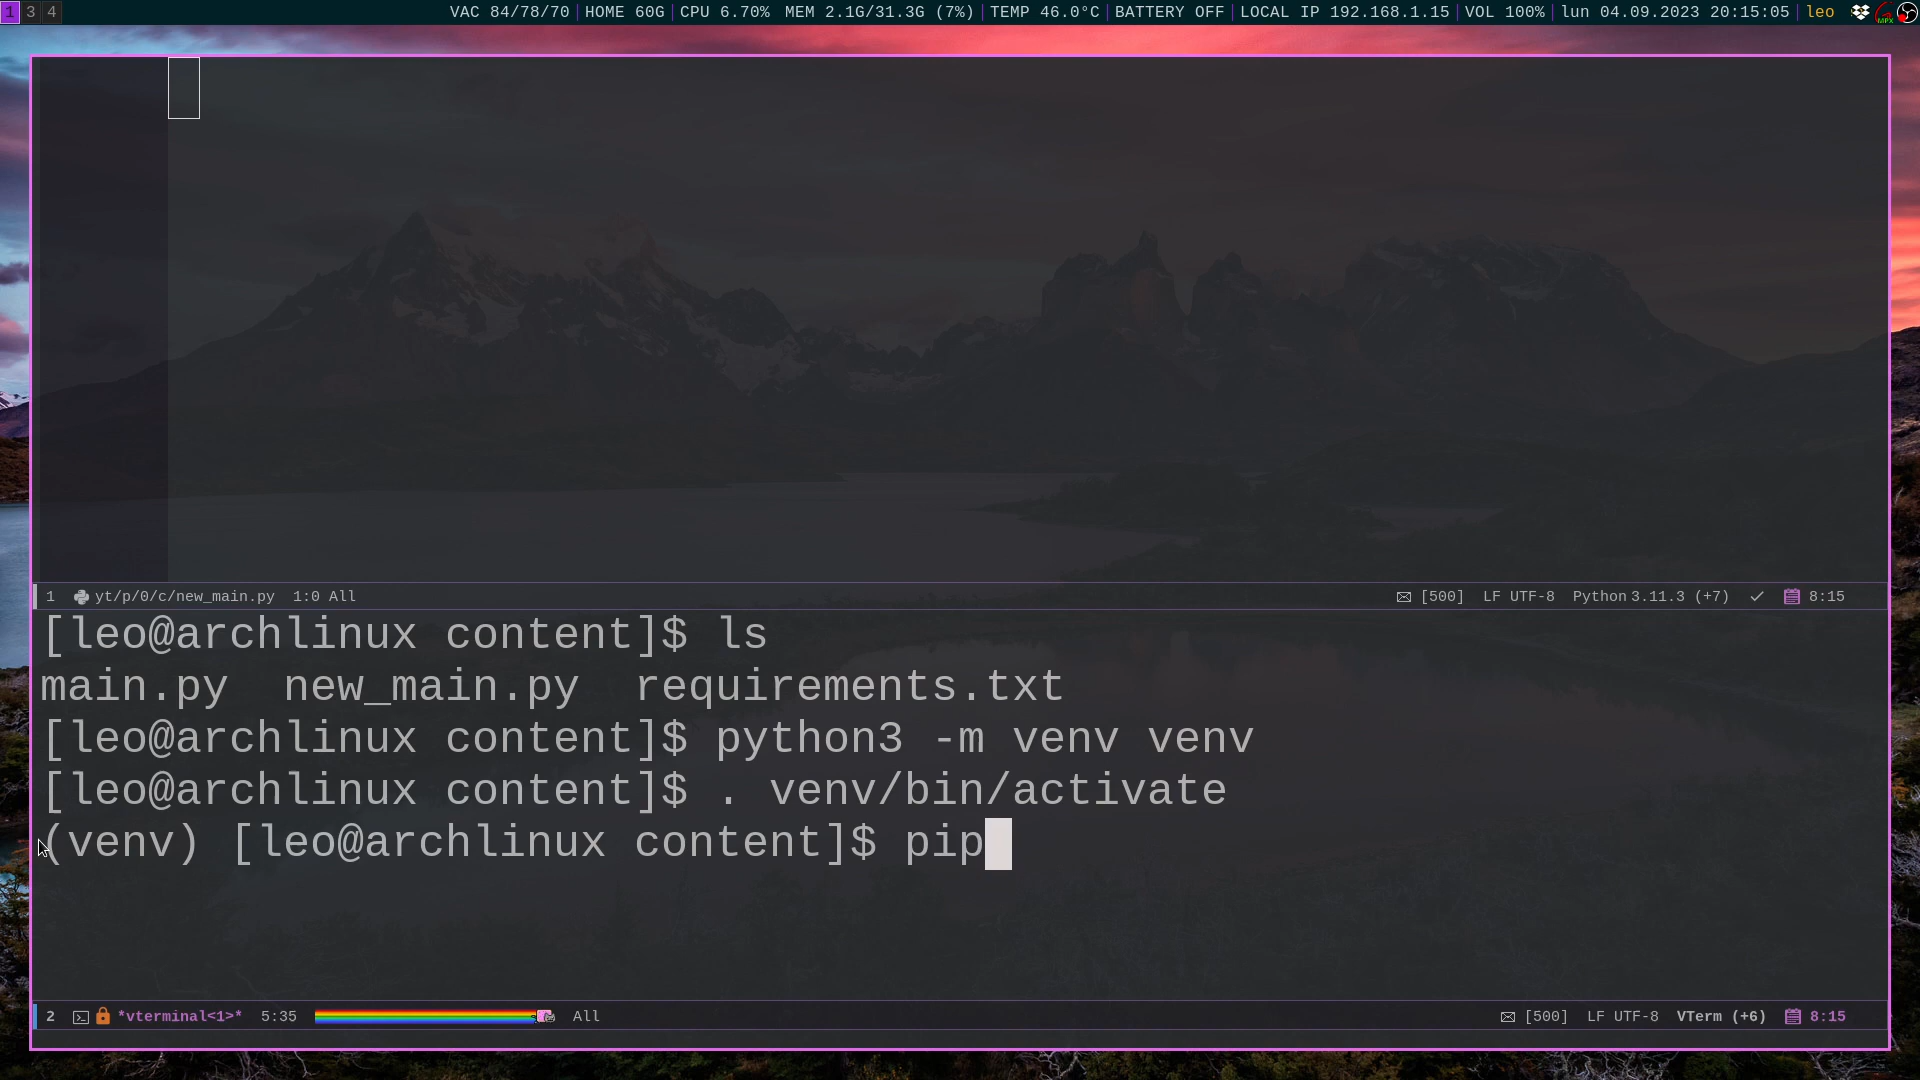 1 3 4 VAC 84/78/70 HOME 60G CPU 6.70% MEM 2.1G/31.3G (7%) TEMP 46.0°C BATTERY OFF LOCAL IP 192.168.1.15 VOL 100% lun 04.09.2023 20:15:05 leo MPX
1 yt/p/0/c/new_main.py 1:0 All [500] LF UTF-8 Python 3.11.3 (+7) 8:15
[leo@archlinux content]$ ls
main.py new_main.py requirements.txt
[leo@archlinux content]$ python3 -m venv venv
[leo@archlinux content]$ . venv/bin/activate
(venv) [leo@archlinux content]$ pip
2 *vterminal<1>* 5:35 All [500] LF UTF-8 VTerm (+6) 8:15